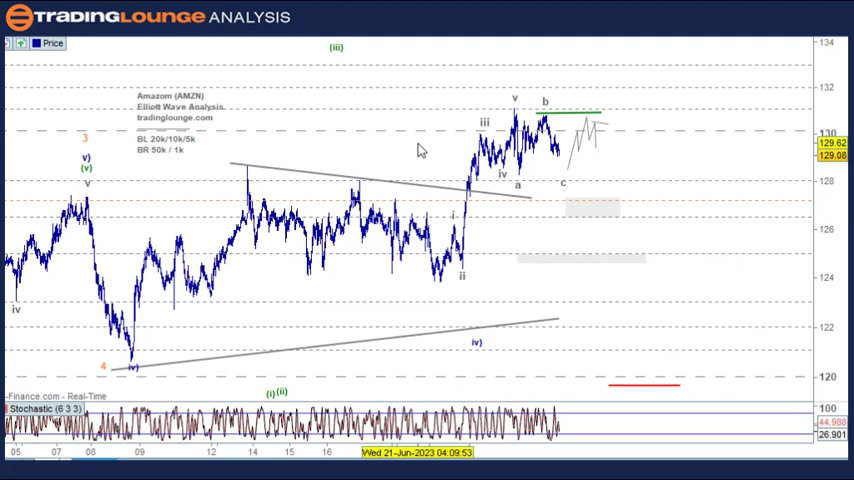 TRADINGLOUNGE ANALYSIS
Price
(iii)
134
132
130
129.62
129.08
128
126
124
122
120
Amazom (AMZN)
Elliott Wave Analysis
tradinglounge.com
BL 20k/10k/5k
BR 50k / 1k
3
v)
(v)
v
iv
4
iv)
i
ii
iii
iv
v
a
b
c
iv)
(i) (ii)
-Finance.com - Real-Time
Stochastic (6 3 3)
100
44.988
26.901
05 07 08 09 12 14 15 16 Wed 21-Jun-2023 04:09:53